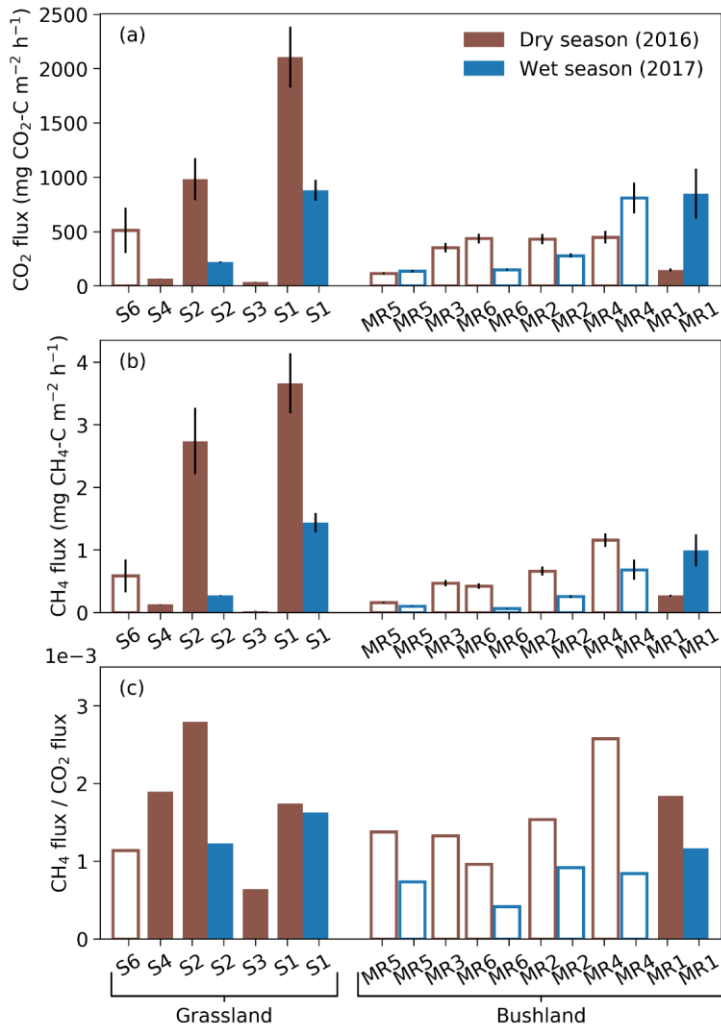 (a)
Dry season (2016)
Wet season (2017)
CO₂ flux (mg CO₂-C m⁻² h⁻¹)
2500
2000
1500
1000
500
0
S6 S4 S2 S2 S3 S1 S1 MR5 MR5 MR3 MR6 MR6 MR2 MR2 MR4 MR4 MR1 MR1
(b)
CH₄ flux (mg CH₄-C m⁻² h⁻¹)
4
3
2
1
0
S6 S4 S2 S2 S3 S1 S1 MR5 MR5 MR3 MR6 MR6 MR2 MR2 MR4 MR4 MR1 MR1
1e−3
(c)
CH₄ flux / CO₂ flux
3
2
1
0
S6 S4 S2 S2 S3 S1 S1 MR5 MR5 MR3 MR6 MR6 MR2 MR2 MR4 MR4 MR1 MR1
Grassland Bushland